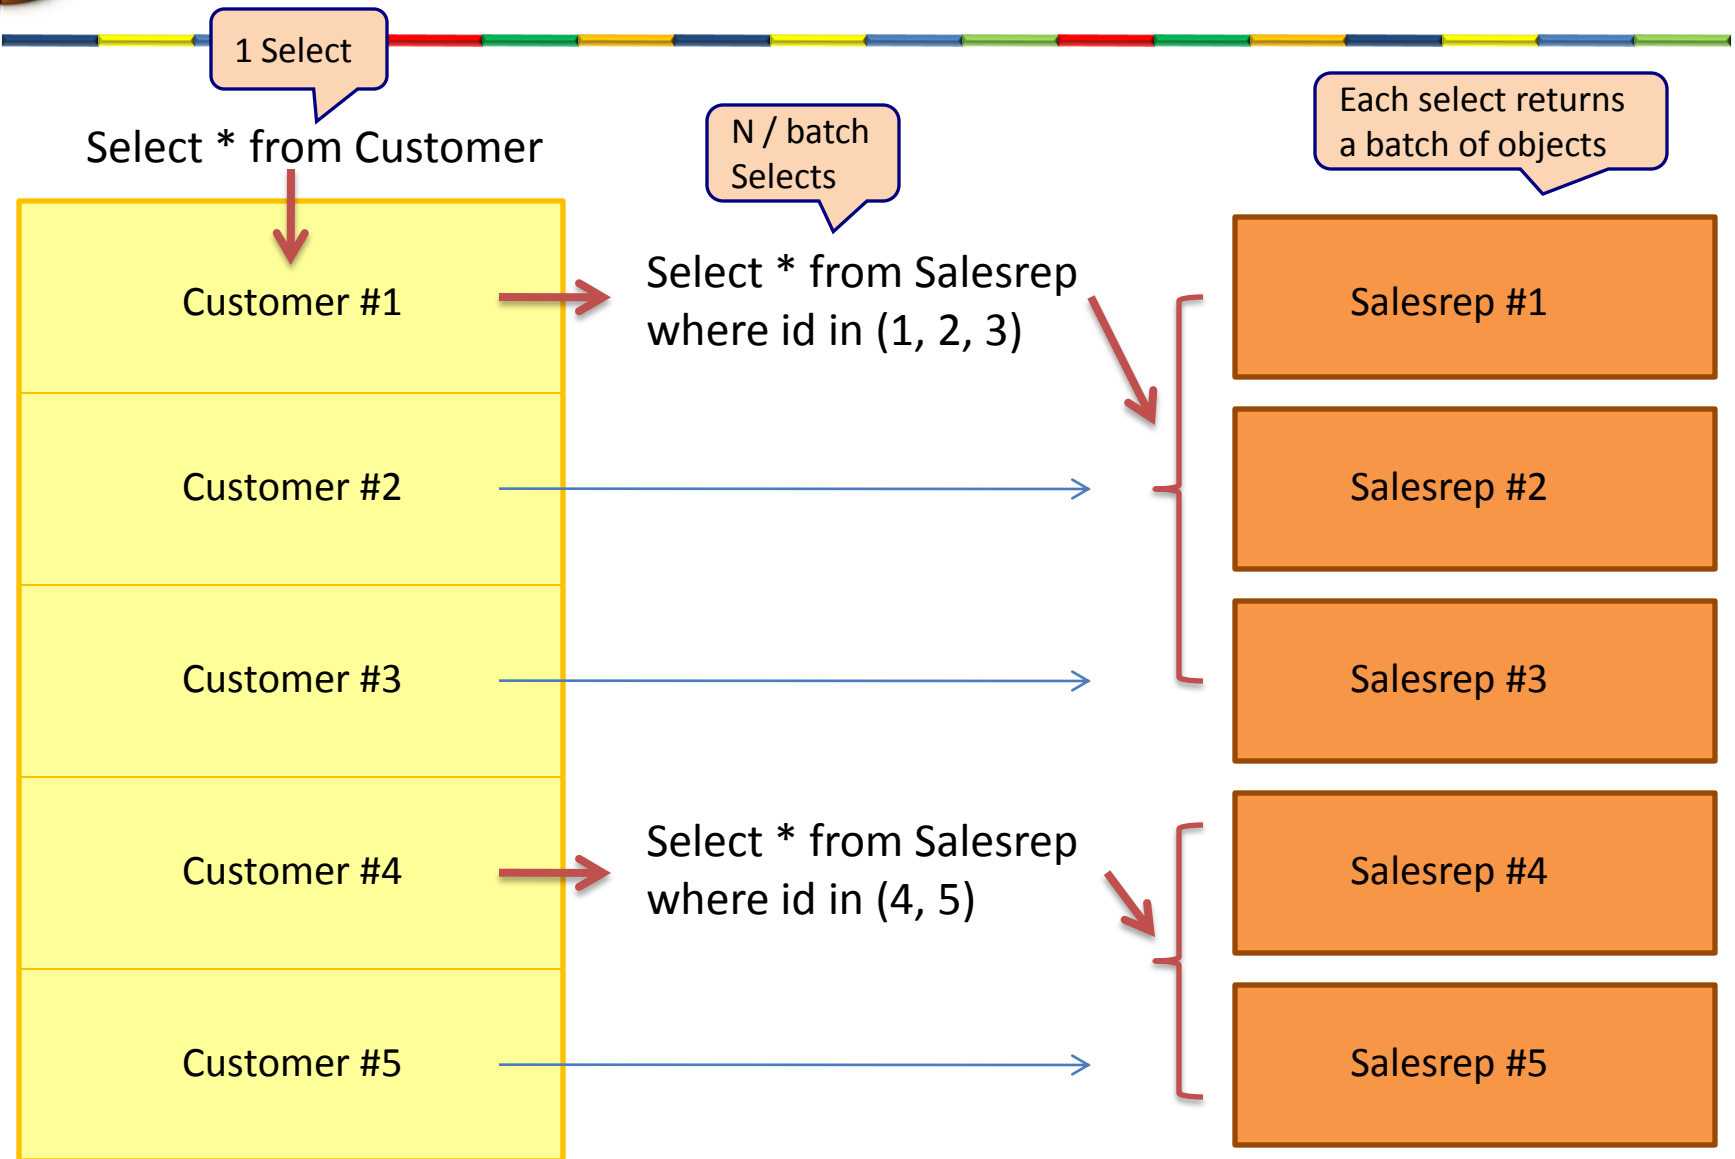 1 Select
Select * from Customer
N / batch
Selects
Each select returns
a batch of objects
Customer #1
Select * from Salesrep
where id in (1, 2, 3)
Salesrep #1
Customer #2
Salesrep #2
Customer #3
Salesrep #3
Customer #4
Select * from Salesrep
where id in (4, 5)
Salesrep #4
Customer #5
Salesrep #5